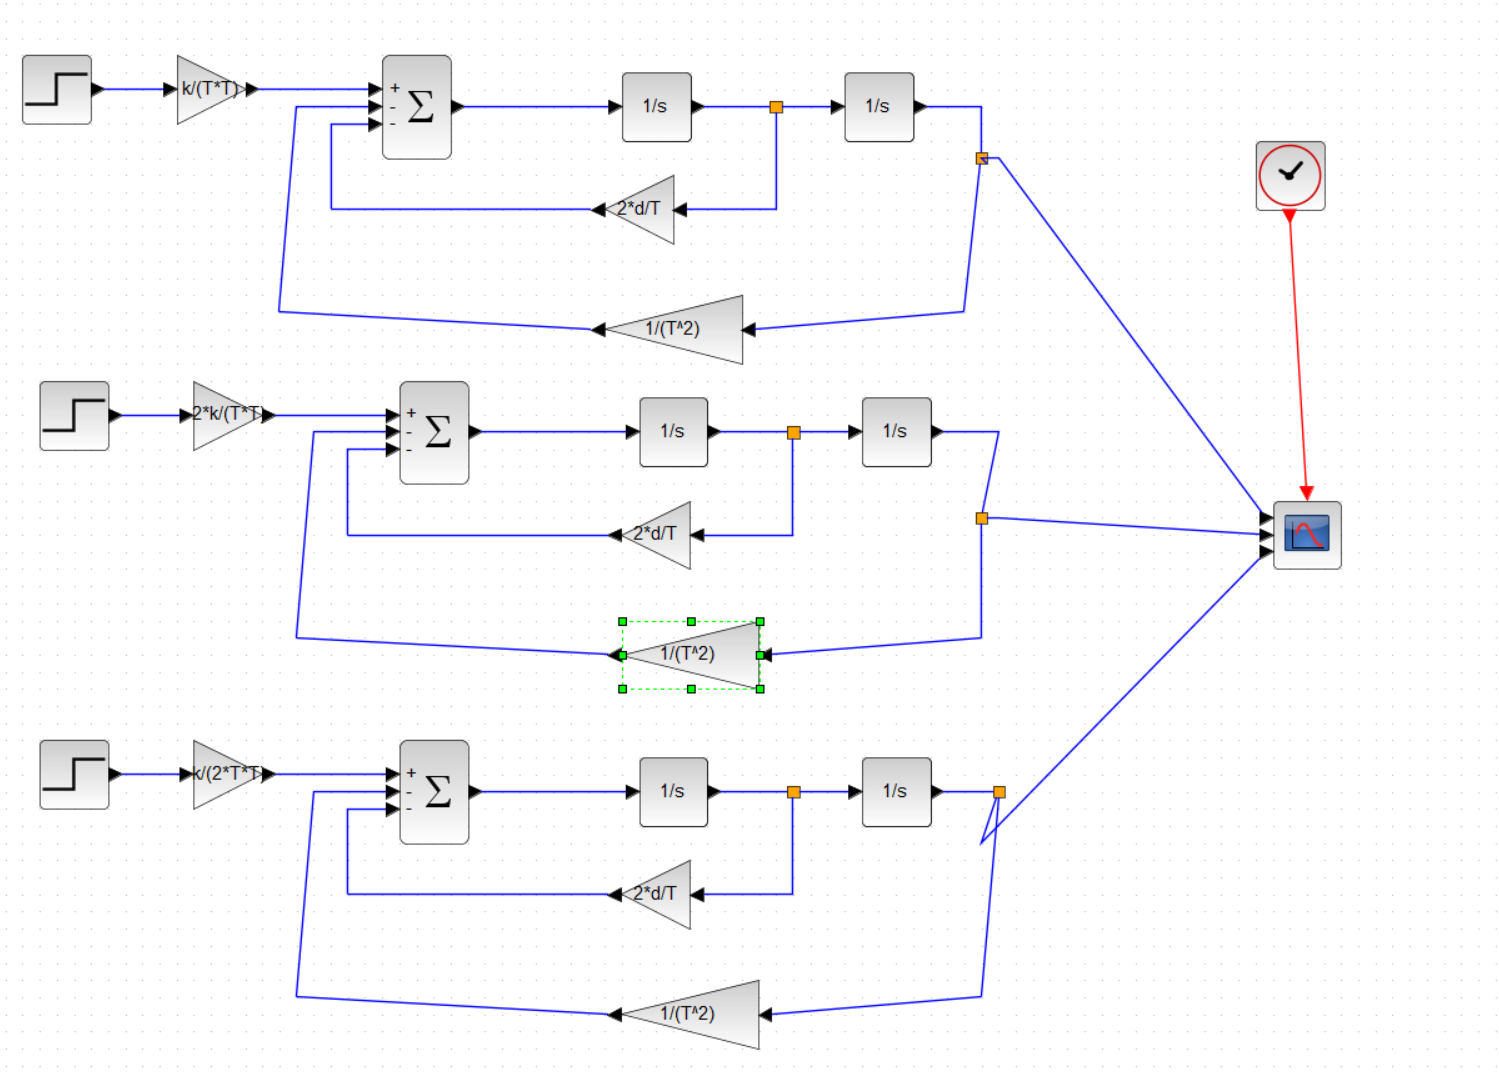 k/(T*T)
+
-
-
Σ
1/s
1/s
2*d/T
1/(T^2)
2*k/(T*T)
+
-
-
Σ
1/s
1/s
2*d/T
1/(T^2)
k/(2*T*T)
+
-
-
Σ
1/s
1/s
2*d/T
1/(T^2)